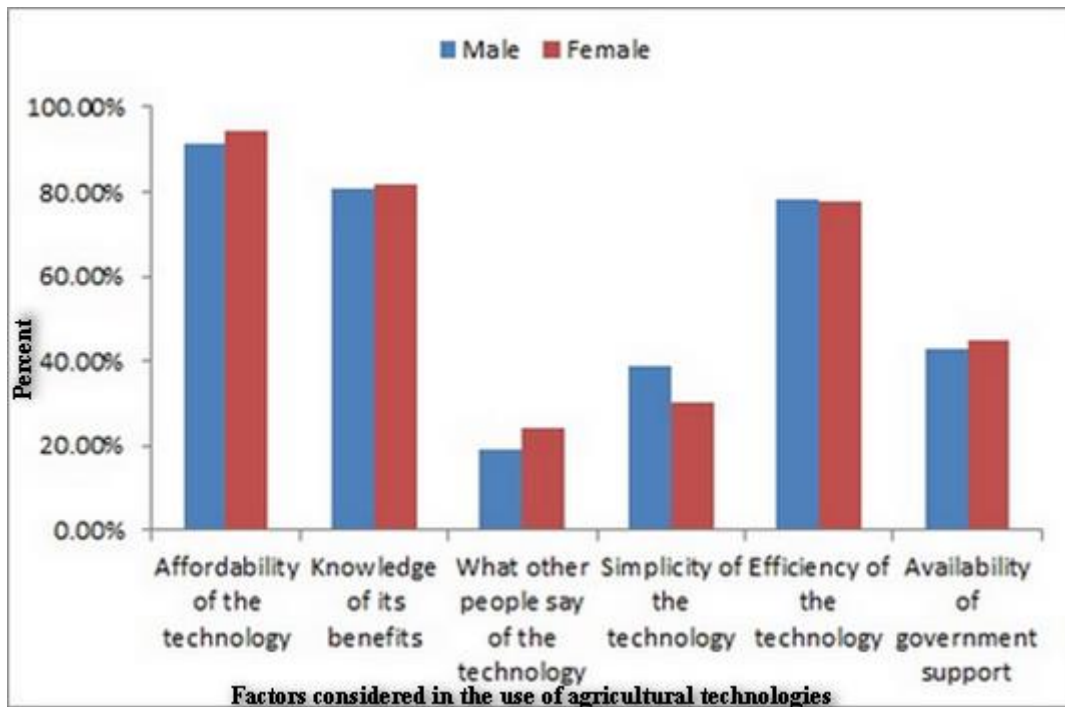 Male Female
100.00%
80.00%
60.00%
40.00%
20.00%
0.00%
Percent
Affordability of the technology
Knowledge of its benefits
What other people say of the technology
Simplicity of the technology
Efficiency of the technology
Availability of government support
Factors considered in the use of agricultural technologies